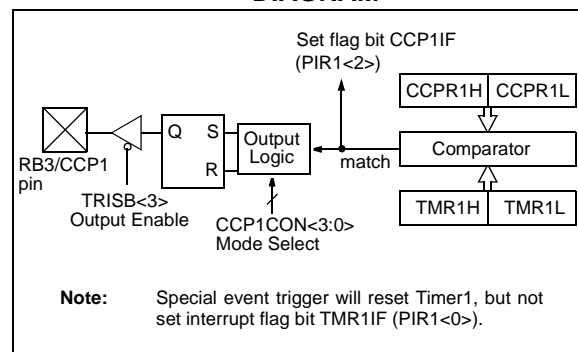 Set flag bit CCP1IF
(PIR1<2>)
CCPR1H CCPR1L
Q S
R
Output
Logic
match
Comparator
RB3/CCP1
pin
TRISB<3>
Output Enable
CCP1CON<3:0>
Mode Select
TMR1H TMR1L
Note: Special event trigger will reset Timer1, but not
set interrupt flag bit TMR1IF (PIR1<0>).